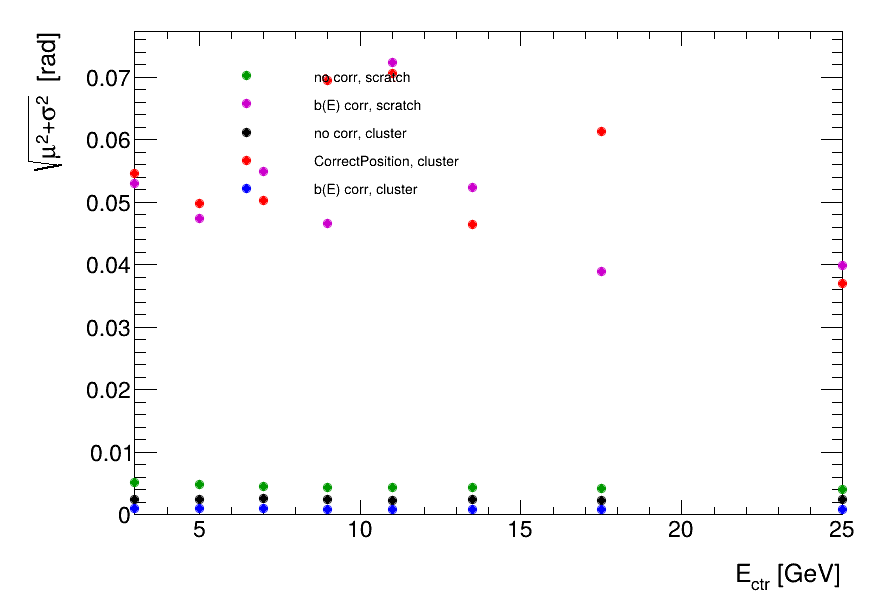 √μ²+σ² [rad]
0.07
0.06
0.05
0.04
0.03
0.02
0.01
0
no corr, scratch
b(E) corr, scratch
no corr, cluster
CorrectPosition, cluster
b(E) corr, cluster
5 10 15 20 25
E_ctr [GeV]